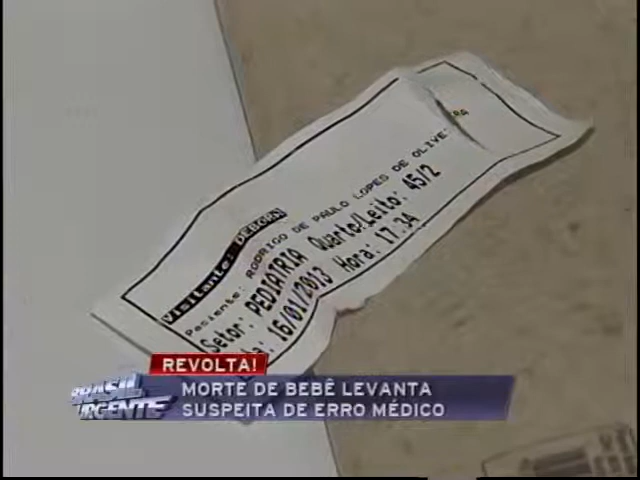 Visitante: DEBORA
Paciente: RODRIGO DE PAULO LOPES DE OLIVEIRA
Setor: PEDIATRIA Quarto/Leito: 45/2
16/01/2013 Hora: 17:34
REVOLTA!
BRASIL URGENTE
MORTE DE BEBÊ LEVANTA
SUSPEITA DE ERRO MÉDICO